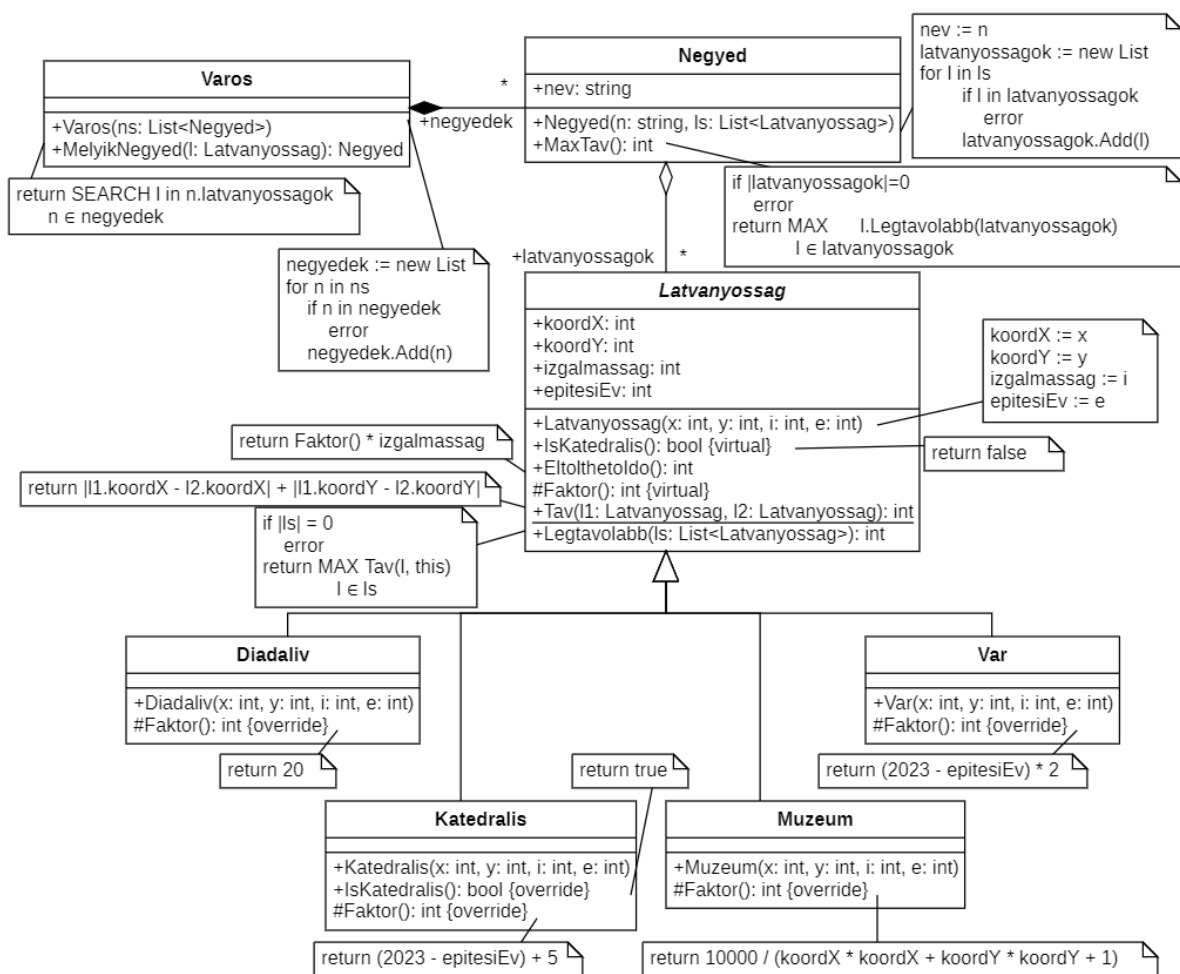 Varos
+Varos(ns: List<Negyed>)
+MelyikNegyed(l: Latvanyossag): Negyed
return SEARCH l in n.latvanyossagok
n ∈ negyedek
negyedek := new List
for n in ns
if n in negyedek
error
negyedek.Add(n)
*
+negyedek
Negyed
+nev: string
+Negyed(n: string, ls: List<Latvanyossag>)
+MaxTav(): int
nev := n
latvanyossagok := new List
for l in ls
if l in latvanyossagok
error
latvanyossagok.Add(l)
if |latvanyossagok|=0
error
return MAX l.Legtavolabb(latvanyossagok)
l ∈ latvanyossagok
+latvanyossagok
*
Latvanyossag
+koordX: int
+koordY: int
+izgalmassag: int
+epitesiEv: int
+Latvanyossag(x: int, y: int, i: int, e: int)
+IsKatedralis(): bool {virtual}
+EltolthetoIdo(): int
#Faktor(): int {virtual}
+Tav(l1: Latvanyossag, l2: Latvanyossag): int
+Legtavolabb(ls: List<Latvanyossag>): int
koordX := x
koordY := y
izgalmassag := i
epitesiEv := e
return false
return Faktor() * izgalmassag
return |l1.koordX - l2.koordX| + |l1.koordY - l2.koordY|
if |ls| = 0
error
return MAX Tav(l, this)
l ∈ ls
Diadaliv
+Diadaliv(x: int, y: int, i: int, e: int)
#Faktor(): int {override}
return 20
Var
+Var(x: int, y: int, i: int, e: int)
#Faktor(): int {override}
return (2023 - epitesiEv) * 2
return true
Katedralis
+Katedralis(x: int, y: int, i: int, e: int)
+IsKatedralis(): bool {override}
#Faktor(): int {override}
return (2023 - epitesiEv) + 5
Muzeum
+Muzeum(x: int, y: int, i: int, e: int)
#Faktor(): int {override}
return 10000 / (koordX * koordX + koordY * koordY + 1)